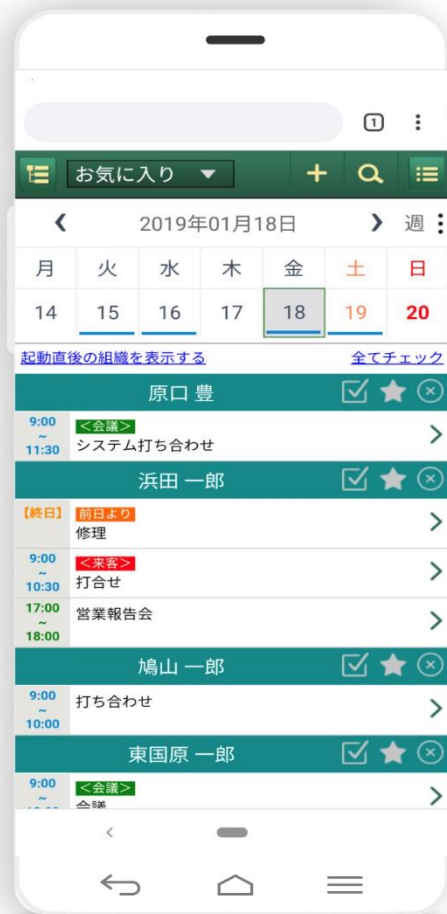 1
お気に入り ▼
2019年01月18日 週
月 火 水 木 金 土 日
14 15 16 17 18 19 20
起動直後の組織を表示する 全てチェック
原口 豊
9:00 ~ 11:30
＜会議＞
システム打ち合わせ
浜田 一郎
【終日】
前日より
修理
9:00 ~ 10:30
＜来客＞
打合せ
17:00 ~ 18:00
営業報告会
鳩山 一郎
9:00 ~ 10:00
打ち合わせ
東国原 一郎
9:00 ~
＜会議＞
会議